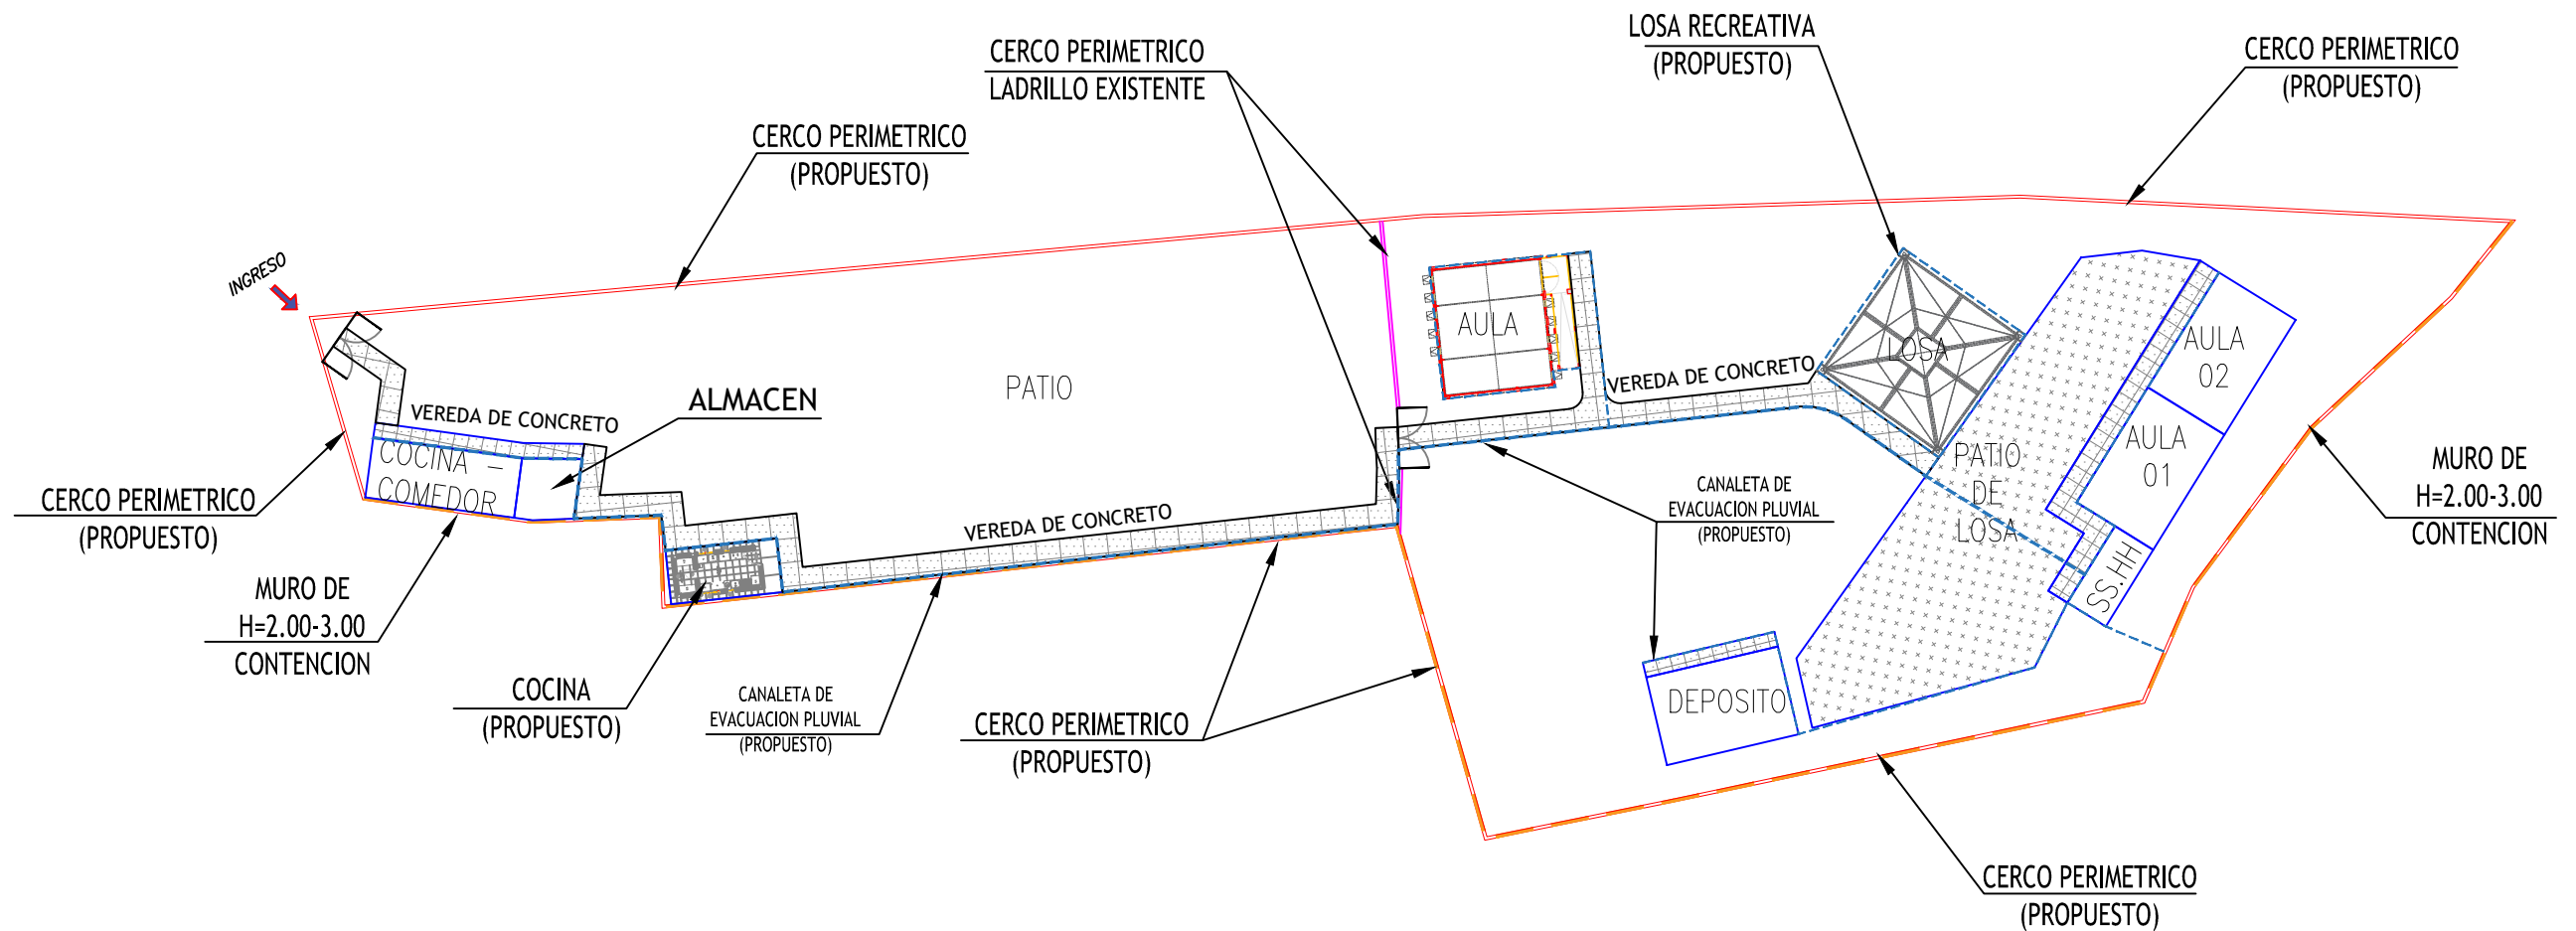 LOSA RECREATIVA
(PROPUESTO)
CERCO PERIMETRICO
LADRILLO EXISTENTE
CERCO PERIMETRICO
(PROPUESTO)
CERCO PERIMETRICO
(PROPUESTO)
INGRESO
AULA
LOSA
AULA
02
VEREDA DE CONCRETO
PATIO
ALMACEN
VEREDA DE CONCRETO
COCINA –
COMEDOR
AULA
01
PATIO
DE
LOSA
MURO DE
H=2.00-3.00
CONTENCION
CERCO PERIMETRICO
(PROPUESTO)
CANALETA DE
EVACUACION PLUVIAL
(PROPUESTO)
VEREDA DE CONCRETO
SS.HH
MURO DE
H=2.00-3.00
CONTENCION
COCINA
(PROPUESTO)
CANALETA DE
EVACUACION PLUVIAL
(PROPUESTO)
CERCO PERIMETRICO
(PROPUESTO)
DEPOSITO
CERCO PERIMETRICO
(PROPUESTO)